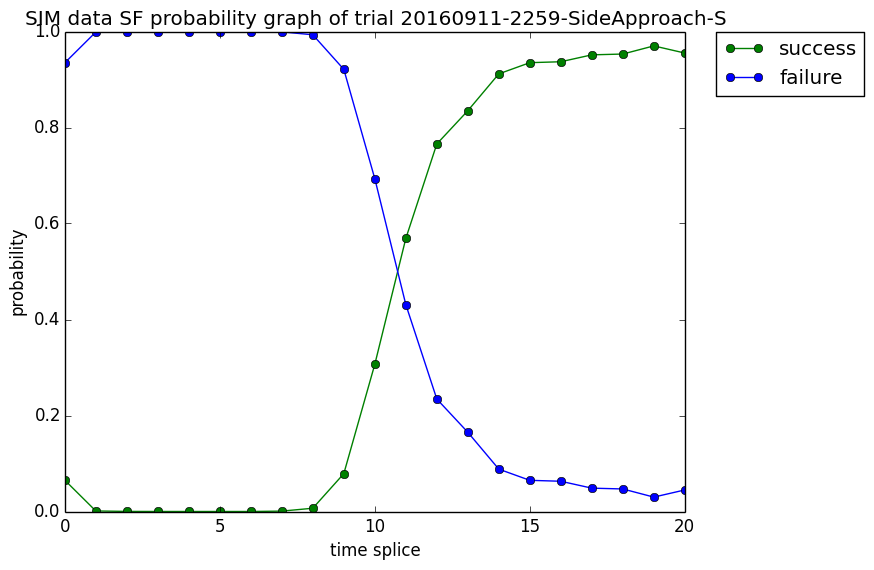 SJM data SF probability graph of trial 20160911-2259-SideApproach-S
success
failure
1.0
0.8
0.6
0.4
0.2
0.0
probability
0 5 10 15 20
time splice